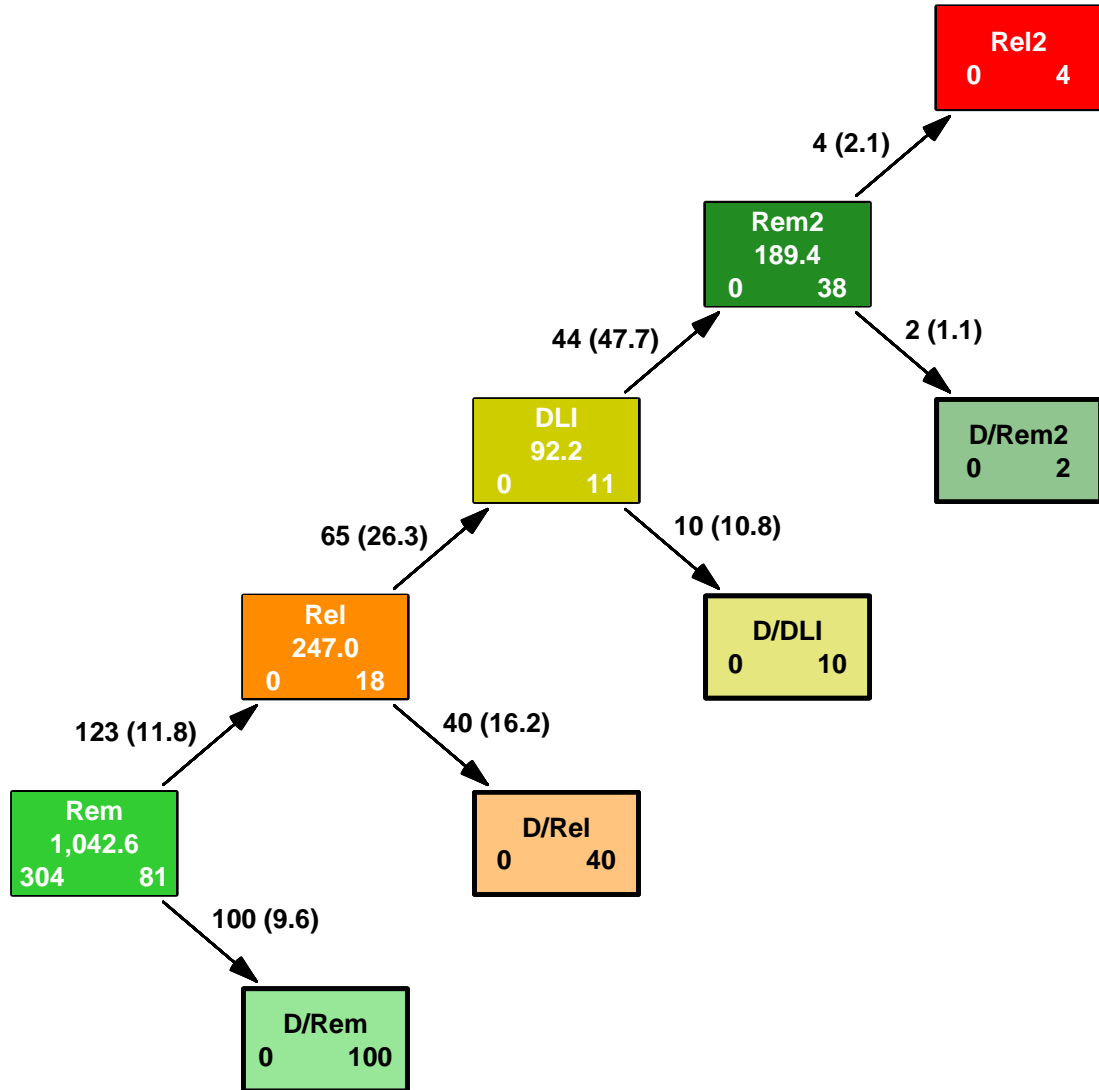 Rel2
0 4
4 (2.1)
Rem2
189.4
0 38
44 (47.7)
2 (1.1)
DLI
92.2
0 11
D/Rem2
0 2
65 (26.3)
10 (10.8)
Rel
247.0
0 18
D/DLI
0 10
123 (11.8)
40 (16.2)
Rem
1,042.6
304 81
D/Rel
0 40
100 (9.6)
D/Rem
0 100